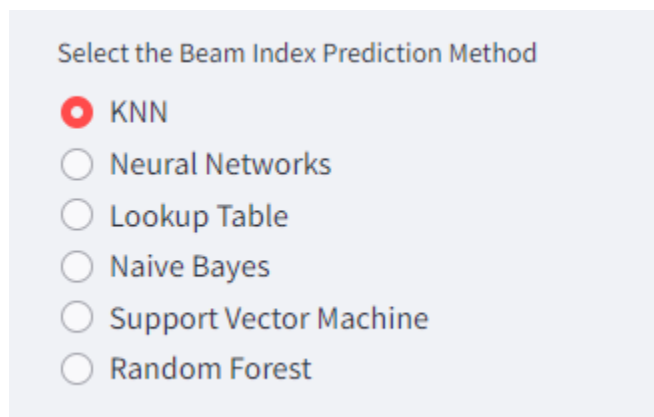 Select the Beam Index Prediction Method
KNN
Neural Networks
Lookup Table
Naive Bayes
Support Vector Machine
Random Forest